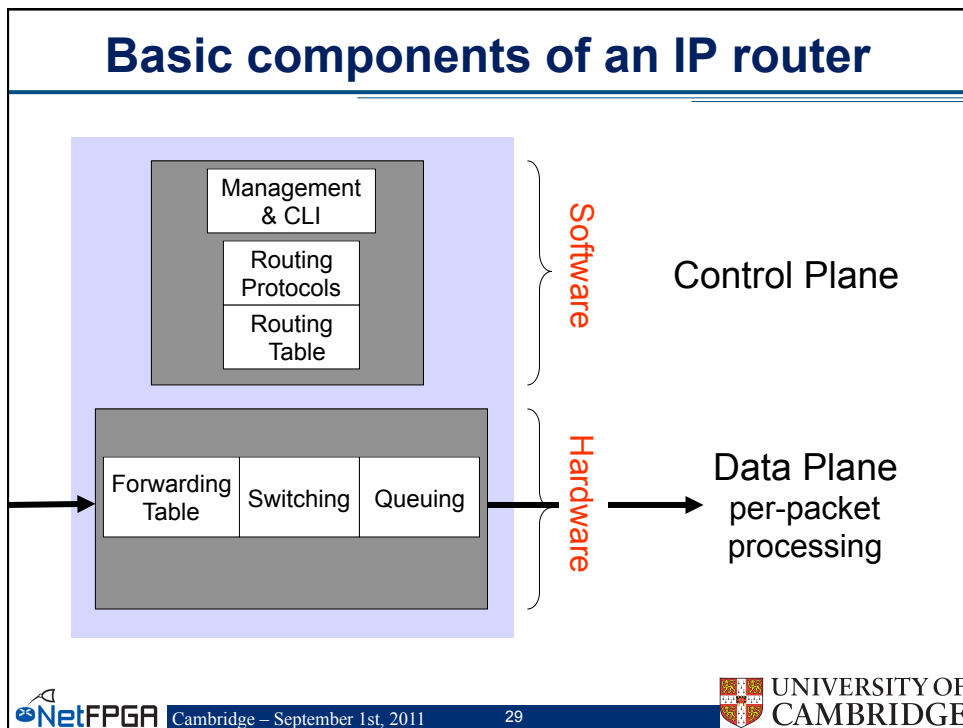 Basic components of an IP router
Management
& CLI
Routing
Protocols
Routing
Table
Software
Control Plane
Forwarding
Table
Switching
Queuing
Hardware
Data Plane
per-packet
processing
NetFPGA
Cambridge – September 1st, 2011
29
UNIVERSITY OF
CAMBRIDGE